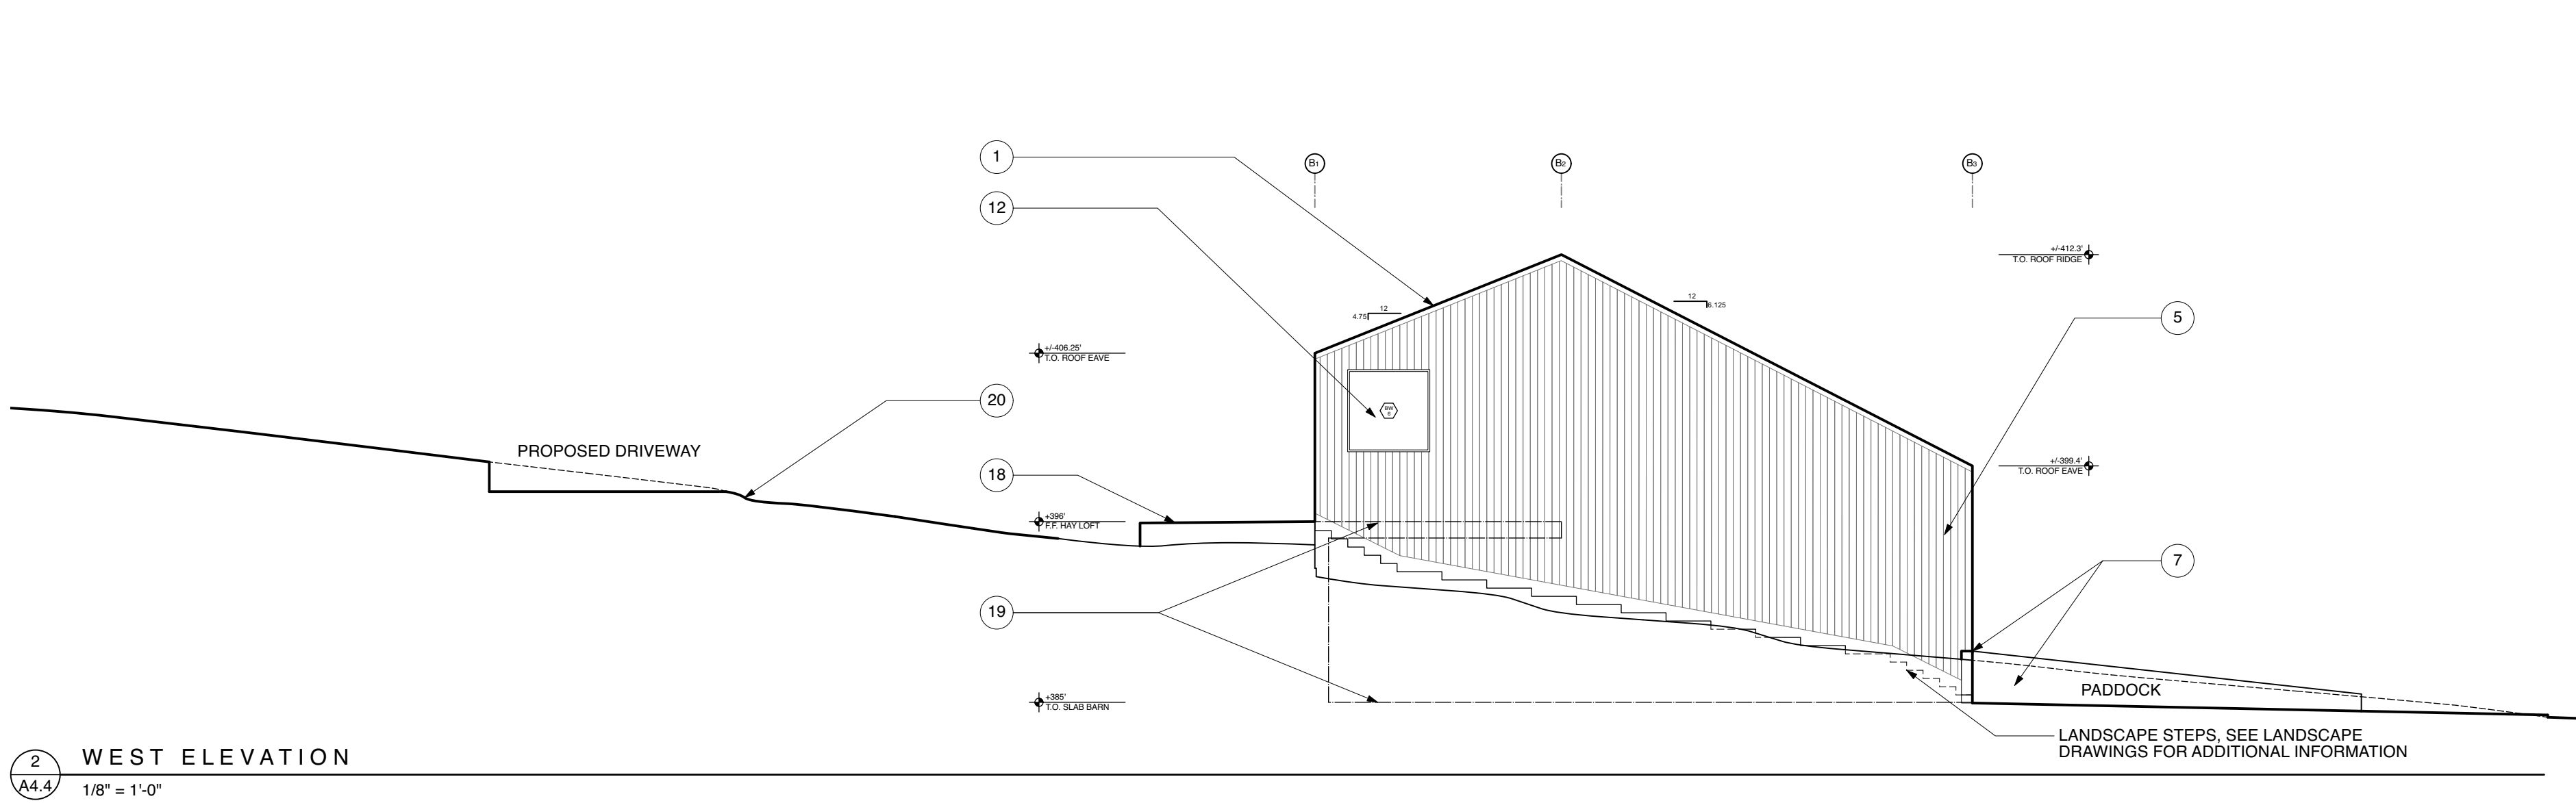 1
B1
B2
B3
12
+/-412.3'
T.O. ROOF RIDGE
12
6.125
12
4.75
5
+/-406.25'
T.O. ROOF EAVE
20
BW
6
PROPOSED DRIVEWAY
+/-399.4'
T.O. ROOF EAVE
18
+396'
F.F. HAY LOFT
7
19
PADDOCK
+385'
T.O. SLAB BARN
LANDSCAPE STEPS, SEE LANDSCAPE
DRAWINGS FOR ADDITIONAL INFORMATION
2
WEST ELEVATION
A4.4
1/8" = 1'-0"